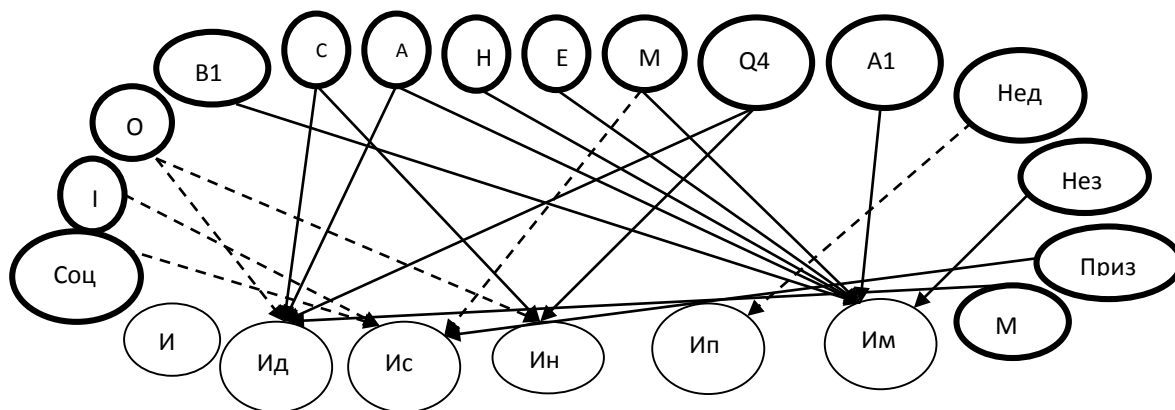 В1
С
А
Н
Е
М
Q4
А1
Нед
О
Нез
I
Соц
Приз
М
И
Ид
Ис
Ин
Ип
Им